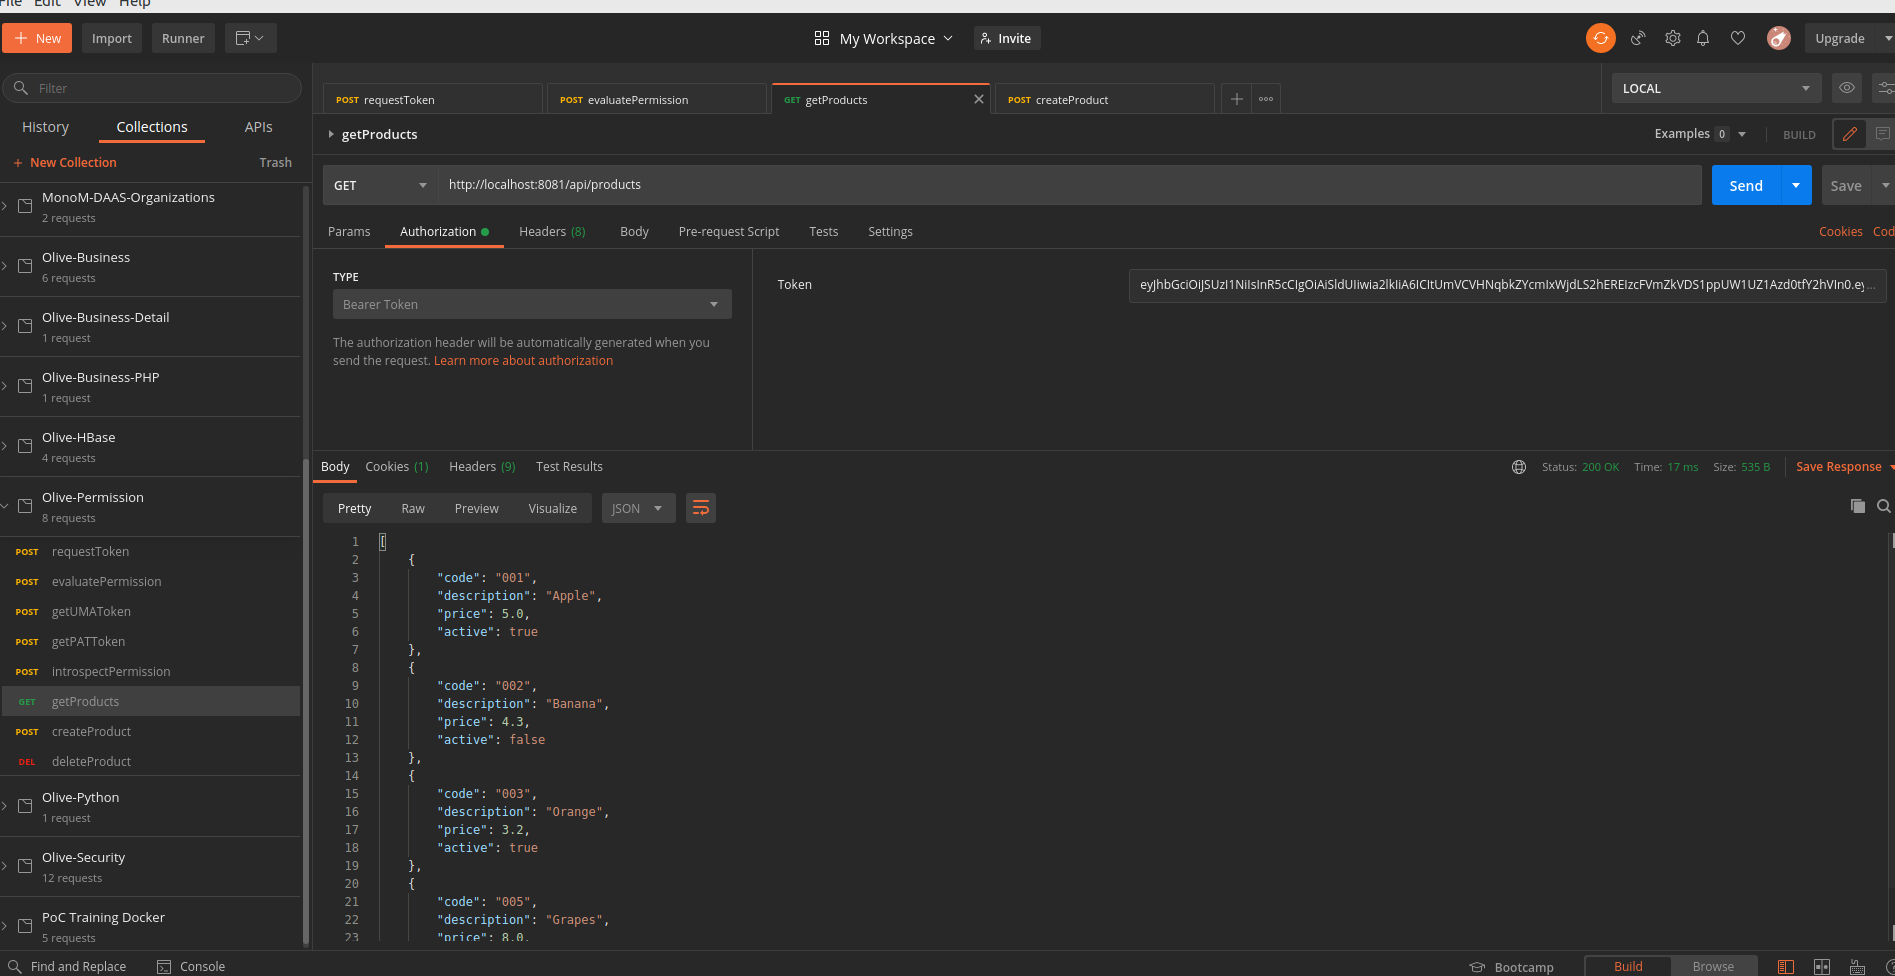 File Edit View Help
New Import Runner
My Workspace Invite
Upgrade
Filter
History Collections APIs
New Collection Trash
MonoM-DAAS-Organizations
2 requests
Olive-Business
6 requests
Olive-Business-Detail
1 request
Olive-Business-PHP
1 request
Olive-HBase
4 requests
Olive-Permission
8 requests
POST requestToken
POST evaluatePermission
POST getUMAToken
POST getPATToken
POST introspectPermission
GET getProducts
POST createProduct
DEL deleteProduct
Olive-Python
1 request
Olive-Security
12 requests
PoC Training Docker
5 requests
POST requestToken POST evaluatePermission GET getProducts POST createProduct
LOCAL
getProducts
Examples 0 BUILD
GET http://localhost:8081/api/products
Send Save
Params Authorization Headers (8) Body Pre-request Script Tests Settings
Cookies Cod
TYPE
Bearer Token
The authorization header will be automatically generated when you
send the request. Learn more about authorization
Token
Body Cookies (1) Headers (9) Test Results
Status: 200 OK Time: 17 ms Size: 535 B Save Response
Pretty Raw Preview Visualize JSON
1 [
2 {
3 "code": "001",
4 "description": "Apple",
5 "price": 5.0,
6 "active": true
7 },
8 {
9 "code": "002",
10 "description": "Banana",
11 "price": 4.3,
12 "active": false
13 },
14 {
15 "code": "003",
16 "description": "Orange",
17 "price": 3.2,
18 "active": true
19 },
20 {
21 "code": "005",
22 "description": "Grapes",
23 "price": 8.0,
Find and Replace Console
Bootcamp Build Browse